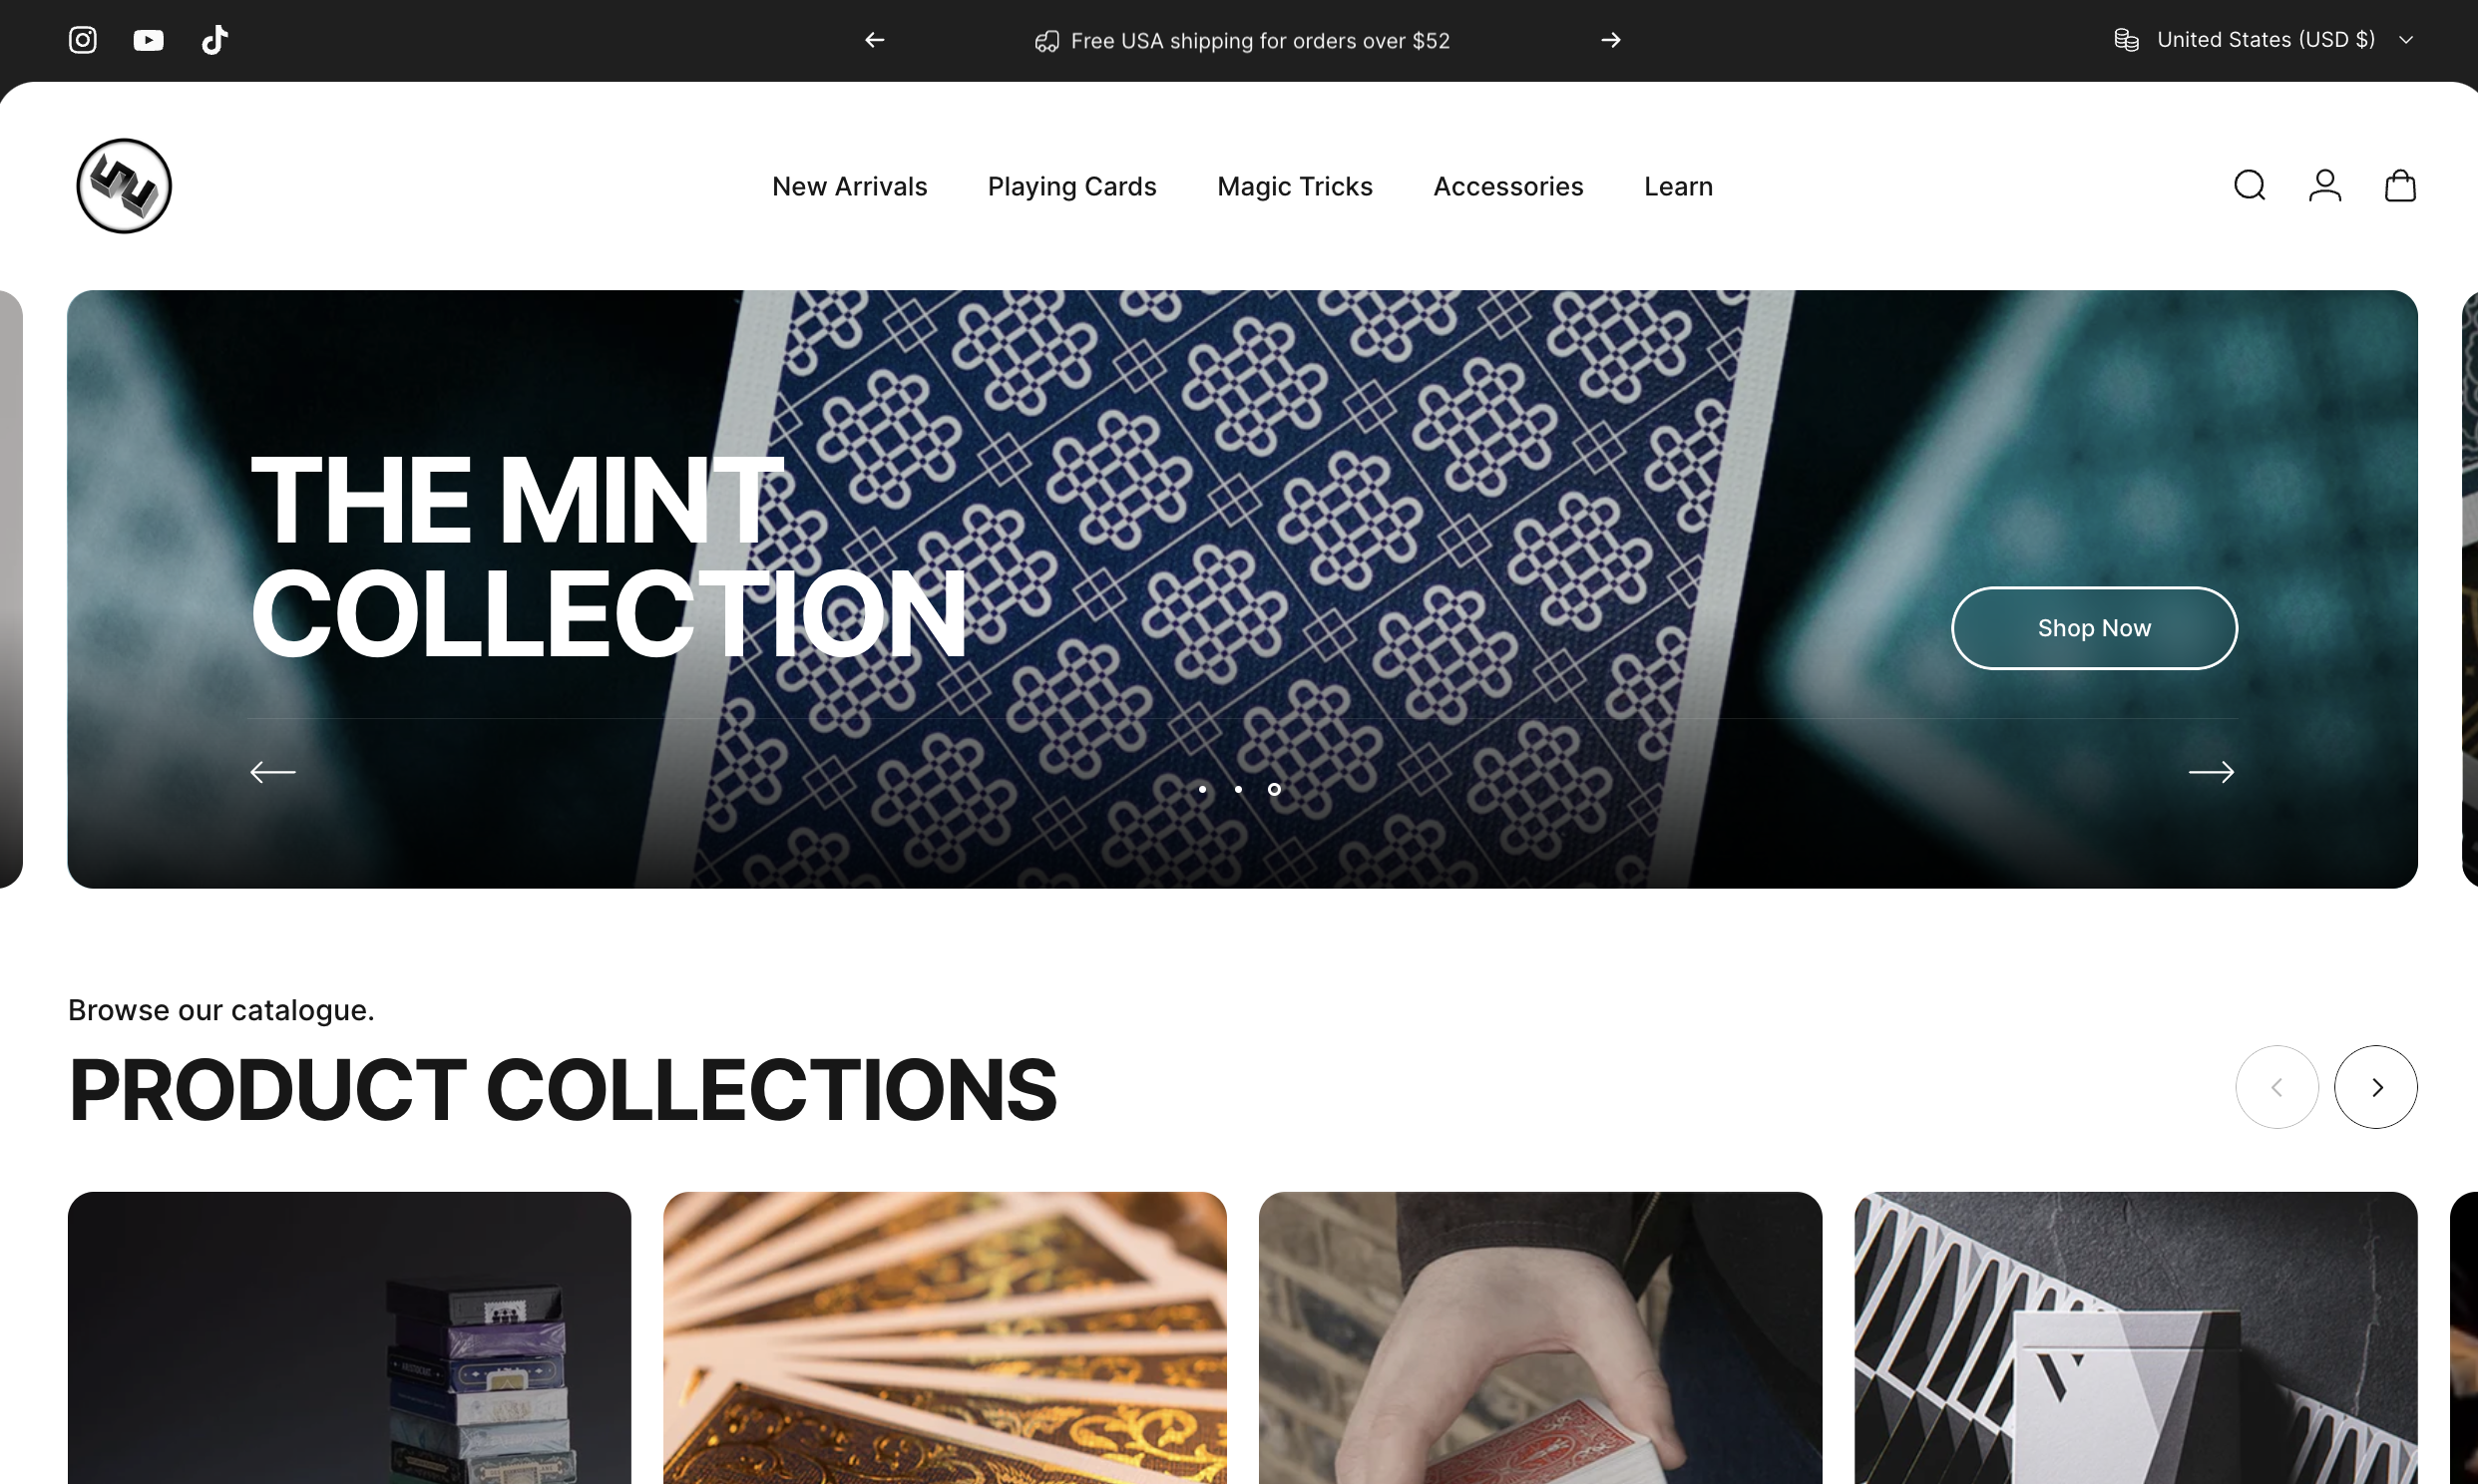 Free USA shipping for orders over $52
United States (USD $)
New Arrivals
Playing Cards
Magic Tricks
Accessories
Learn
THE MINT
COLLECTION
Shop Now
Browse our catalogue.
PRODUCT COLLECTIONS